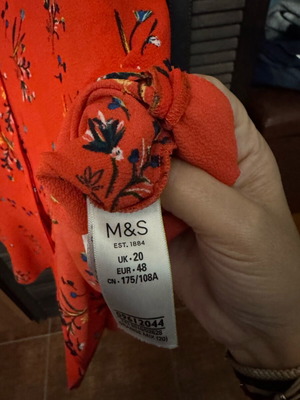 M&S
EST. 1884
UK · 20
EUR · 48
CN · 175/108A